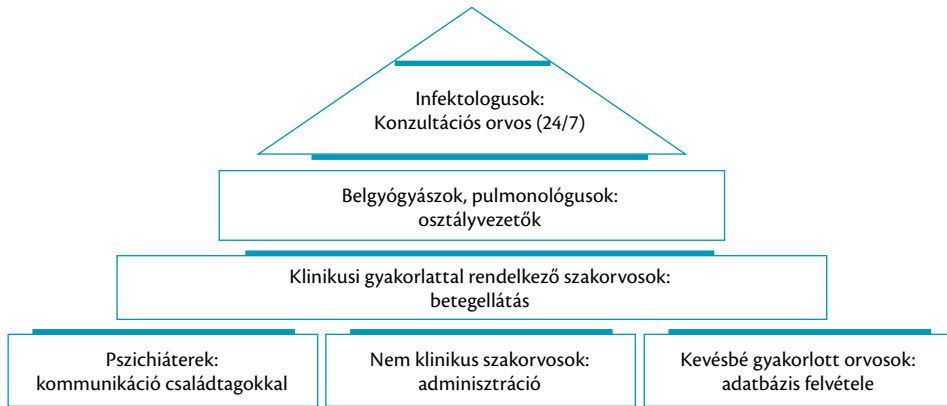 Infektologusok:
Konzultációs orvos (24/7)
Belgyógyászok, pulmonológusok:
osztályvezetők
Klinikusi gyakorlattal rendelkező szakorvosok:
betegellátás
Pszichiáterek:
kommunikáció családtagokkal
Nem klinikus szakorvosok:
adminisztráció
Kevésbé gyakorlott orvosok:
adatbázis felvétele